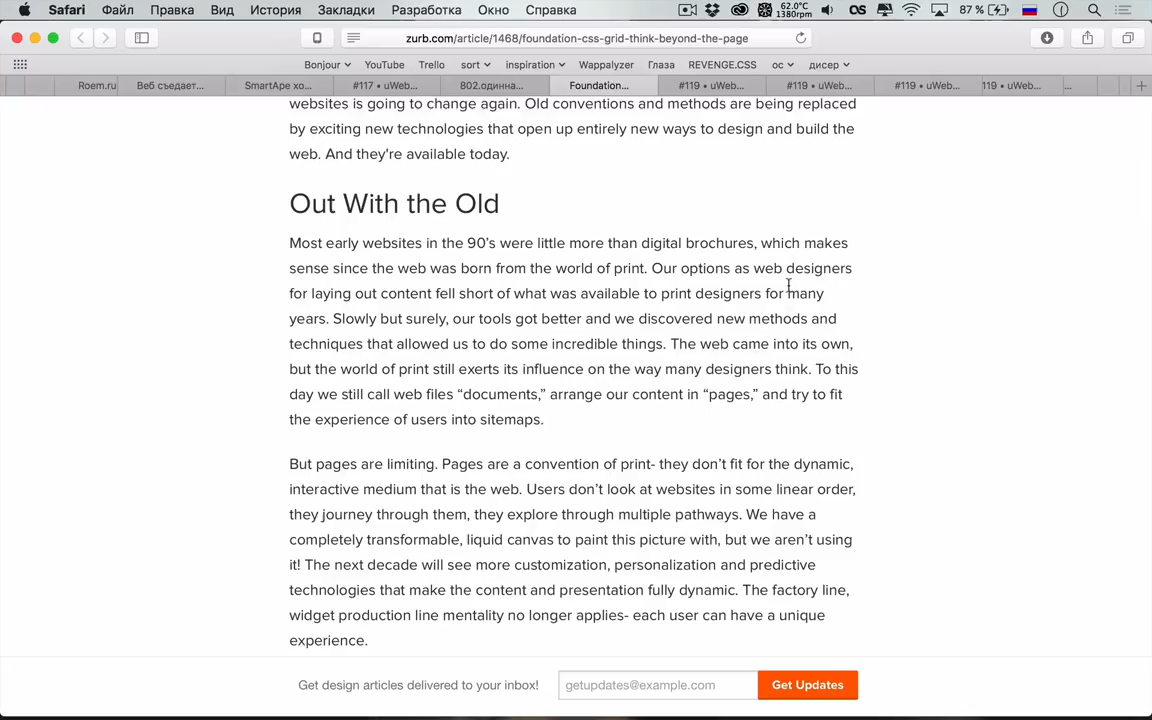 Safari Файл Правка Вид История Закладки Разработка Окно Справка 62.0°C 1380rpm OS 87 %
zurb.com/article/1468/foundation-css-grid-think-beyond-the-page
Bonjour YouTube Trello sort inspiration Wappalyzer Глаза REVENGE.CSS ос дисер
Roem.ru Веб съедает... SmartApe хо... #117 • uWeb... 802.одинна... Foundation... #119 • uWeb... #119 • uWeb... #119 • uWeb... 119 • uWeb... ...
websites is going to change again. Old conventions and methods are being replaced
by exciting new technologies that open up entirely new ways to design and build the
web. And they're available today.
Out With the Old
Most early websites in the 90’s were little more than digital brochures, which makes
sense since the web was born from the world of print. Our options as web designers
for laying out content fell short of what was available to print designers for many
years. Slowly but surely, our tools got better and we discovered new methods and
techniques that allowed us to do some incredible things. The web came into its own,
but the world of print still exerts its influence on the way many designers think. To this
day we still call web files “documents,” arrange our content in “pages,” and try to fit
the experience of users into sitemaps.
But pages are limiting. Pages are a convention of print- they don’t fit for the dynamic,
interactive medium that is the web. Users don’t look at websites in some linear order,
they journey through them, they explore through multiple pathways. We have a
completely transformable, liquid canvas to paint this picture with, but we aren’t using
it! The next decade will see more customization, personalization and predictive
technologies that make the content and presentation fully dynamic. The factory line,
widget production line mentality no longer applies- each user can have a unique
experience.
Get design articles delivered to your inbox! getupdates@example.com Get Updates